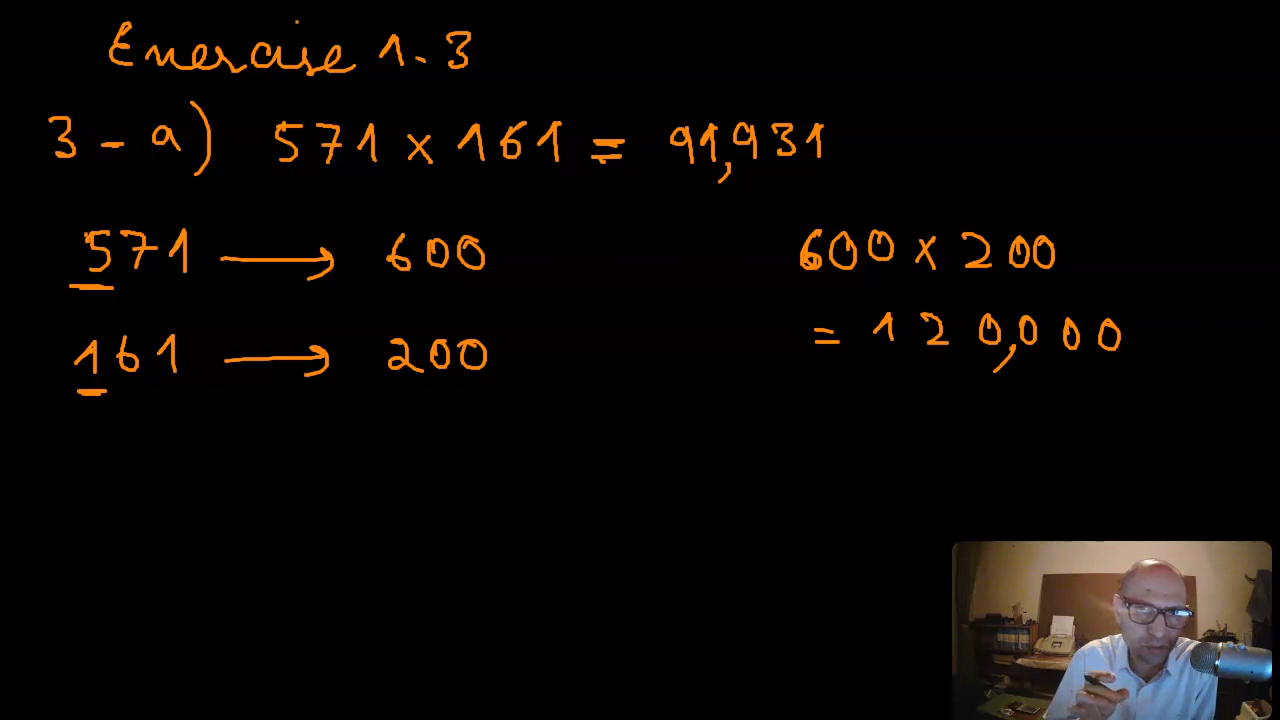 Exercise 1.3
3-a) 571 × 161 = 91,931
571 → 600
600 × 200
161 → 200
= 120,000